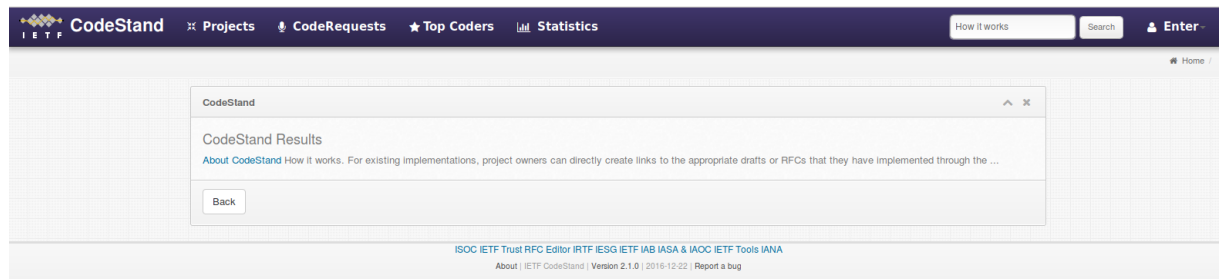 IETF CodeStand Projects CodeRequests Top Coders Statistics How it works Search Enter
Home /
CodeStand
CodeStand Results
About CodeStand How it works. For existing implementations, project owners can directly create links to the appropriate drafts or RFCs that they have implemented through the ...
Back
ISOC IETF Trust RFC Editor IRTF IESG IETF IAB IASA & IAOC IETF Tools IANA
About | IETF CodeStand | Version 2.1.0 | 2016-12-22 | Report a bug